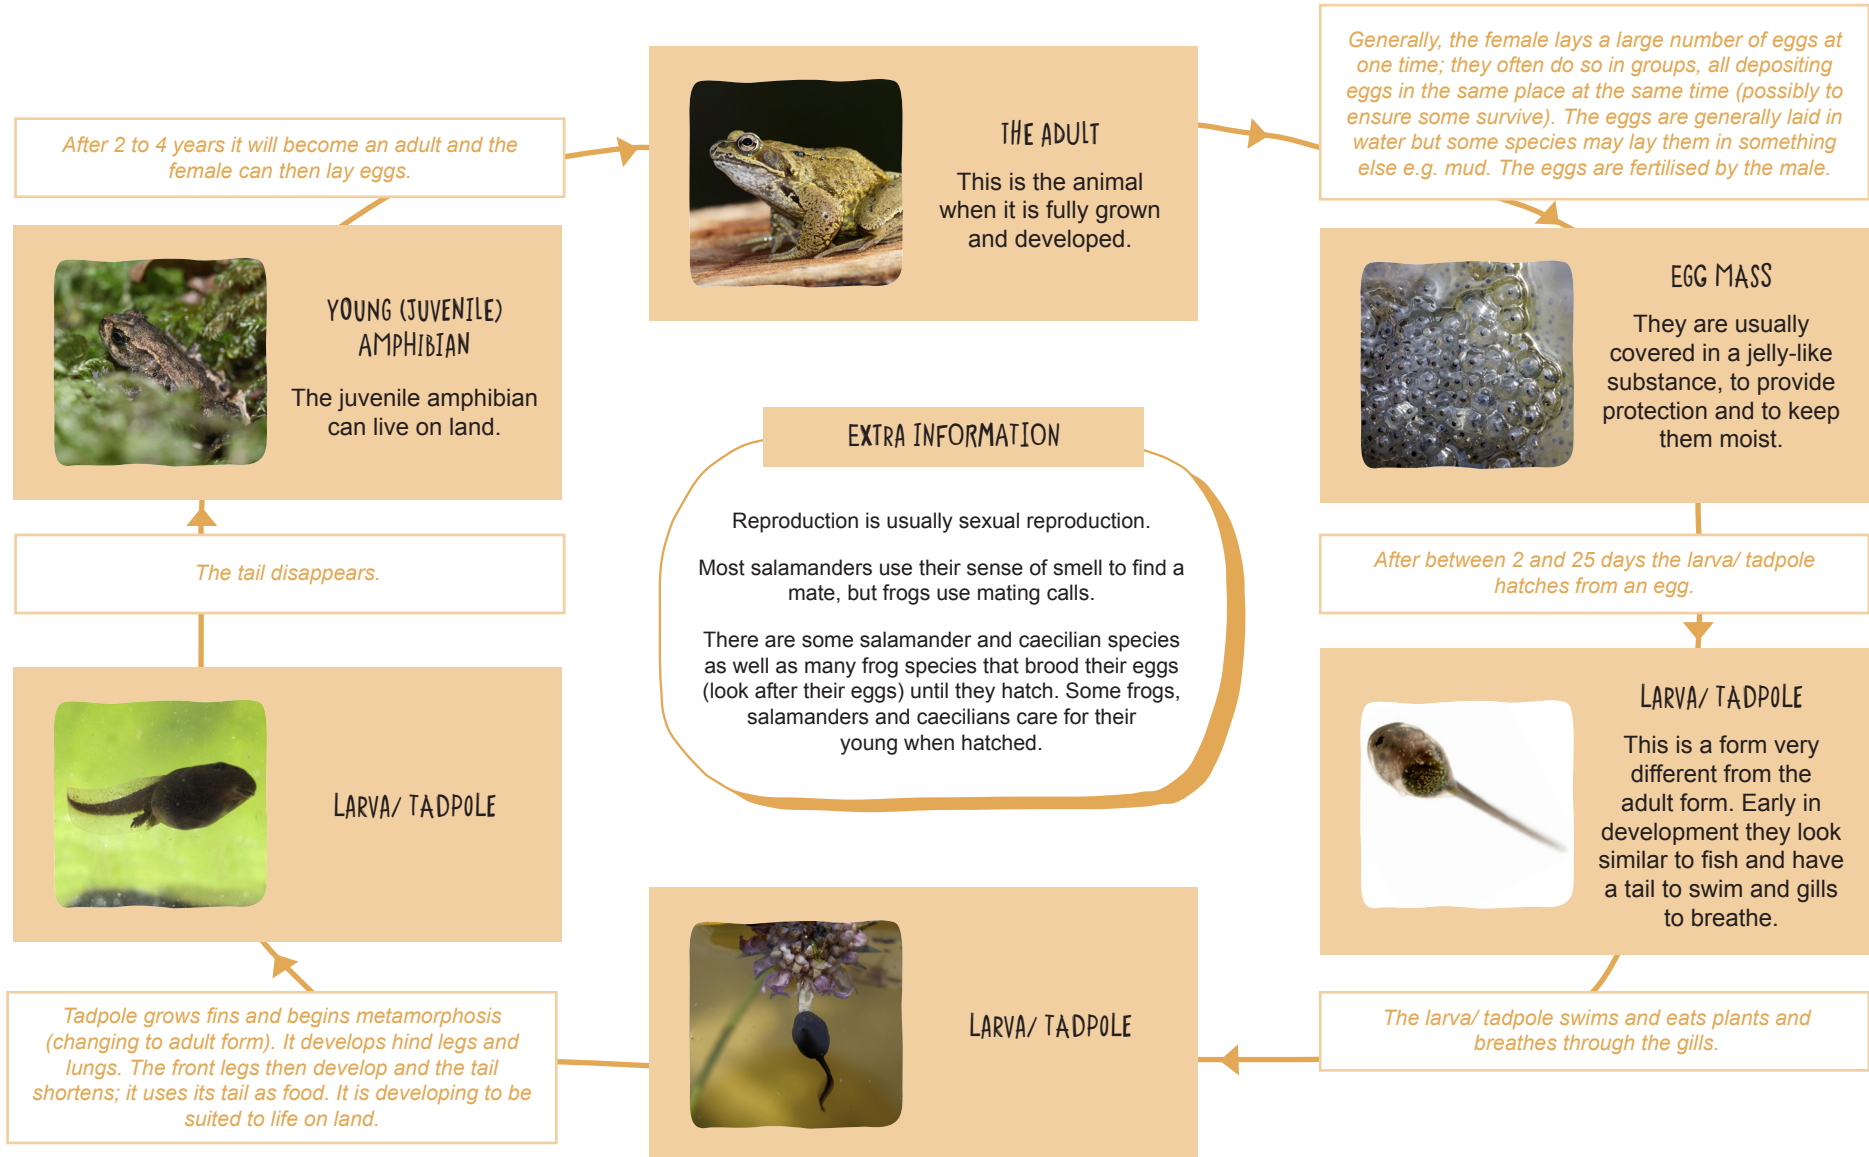 THE ADULT
This is the animal
when it is fully grown
and developed.
Generally, the female lays a large number of eggs at
one time; they often do so in groups, all depositing
eggs in the same place at the same time (possibly to
ensure some survive). The eggs are generally laid in
water but some species may lay them in something
else e.g. mud. The eggs are fertilised by the male.
EGG MASS
They are usually
covered in a jelly-like
substance, to provide
protection and to keep
them moist.
After between 2 and 25 days the larva/ tadpole
hatches from an egg.
LARVA/ TADPOLE
This is a form very
different from the
adult form. Early in
development they look
similar to fish and have
a tail to swim and gills
to breathe.
The larva/ tadpole swims and eats plants and
breathes through the gills.
LARVA/ TADPOLE
Tadpole grows fins and begins metamorphosis
(changing to adult form). It develops hind legs and
lungs. The front legs then develop and the tail
shortens; it uses its tail as food. It is developing to be
suited to life on land.
LARVA/ TADPOLE
The tail disappears.
YOUNG (JUVENILE)
AMPHIBIAN
The juvenile amphibian
can live on land.
After 2 to 4 years it will become an adult and the
female can then lay eggs.
EXTRA INFORMATION
Reproduction is usually sexual reproduction.
Most salamanders use their sense of smell to find a
mate, but frogs use mating calls.
There are some salamander and caecilian species
as well as many frog species that brood their eggs
(look after their eggs) until they hatch. Some frogs,
salamanders and caecilians care for their
young when hatched.